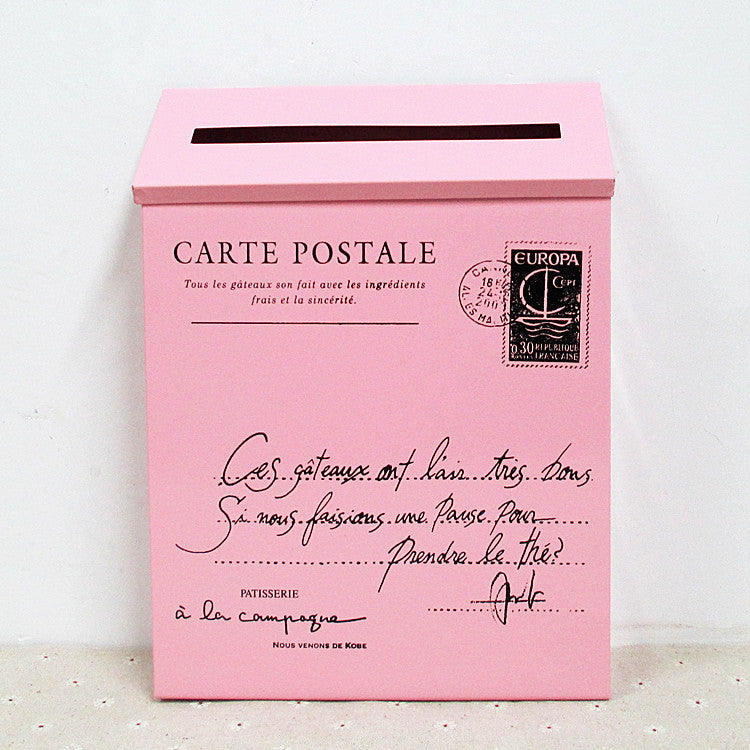 CARTE POSTALE
Tous les gâteaux son fait avec les ingrédients
frais et la sincérité.
EUROPA
CEPT
0,30 REPUBLIQUE
FRANÇAISE
Ces gâteaux ont l'air très bons
Si nous faisions une Pause Pour
Prendre le thé?
PATISSERIE
à la campagne
NOUS VENONS DE KOBE